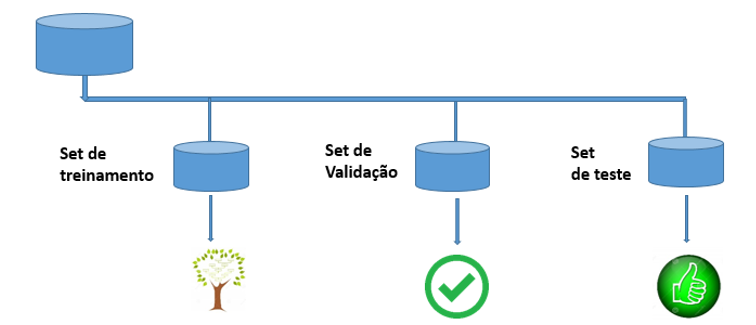 Set de
treinamento
Set de
Validação
Set
de teste